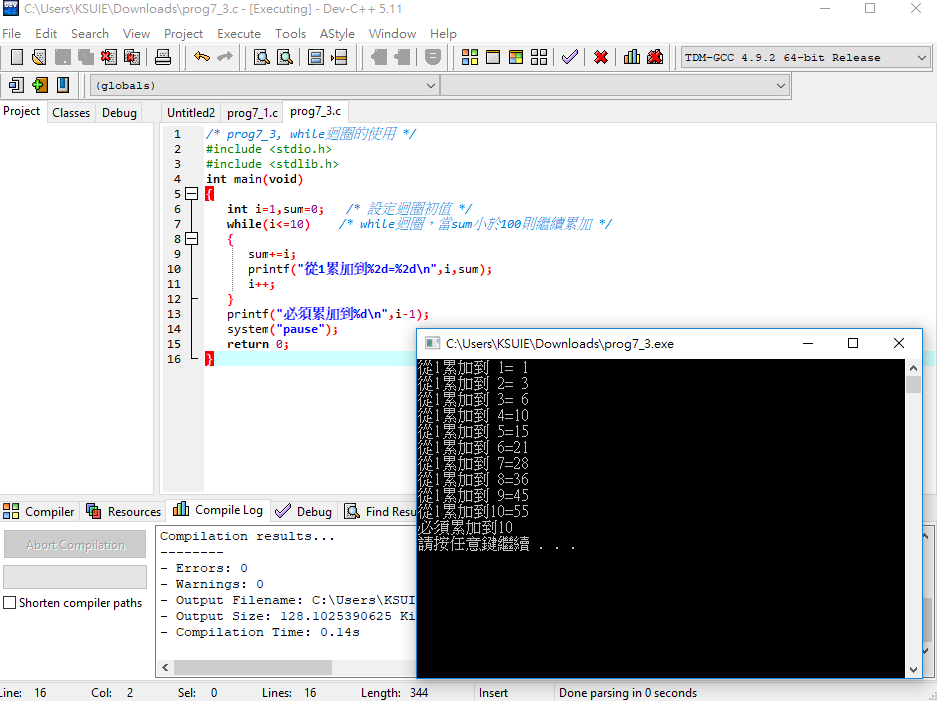 C:\Users\KSUIE\Downloads\prog7_3.c - [Executing] - Dev-C++ 5.11
File Edit Search View Project Execute Tools AStyle Window Help
TDM-GCC 4.9.2 64-bit Release
(globals)
Project Classes Debug Untitled2 prog7_1.c prog7_3.c
1 /* prog7_3, while迴圈的使用 */
2 #include <stdio.h>
3 #include <stdlib.h>
4 int main(void)
5 {
6 int i=1,sum=0; /* 設定迴圈初值 */
7 while(i<=10) /* while迴圈，當sum小於100則繼續累加 */
8 {
9 sum+=i;
10 printf("從1累加到%2d=%2d\n",i,sum);
11 i++;
12 }
13 printf("必須累加到%d\n",i-1);
14 system("pause");
15 return 0;
16 }
C:\Users\KSUIE\Downloads\prog7_3.exe
從1累加到 1= 1
從1累加到 2= 3
從1累加到 3= 6
從1累加到 4=10
從1累加到 5=15
從1累加到 6=21
從1累加到 7=28
從1累加到 8=36
從1累加到 9=45
從1累加到10=55
必須累加到10
請按任意鍵繼續 . . .
Compiler Resources Compile Log Debug Find Resu
Abort Compilation
Shorten compiler paths
Compilation results...
--------
- Errors: 0
- Warnings: 0
- Output Filename: C:\Users\KSUI
- Output Size: 128.1025390625 Ki
- Compilation Time: 0.14s
Line: 16 Col: 2 Sel: 0 Lines: 16 Length: 344 Insert Done parsing in 0 seconds